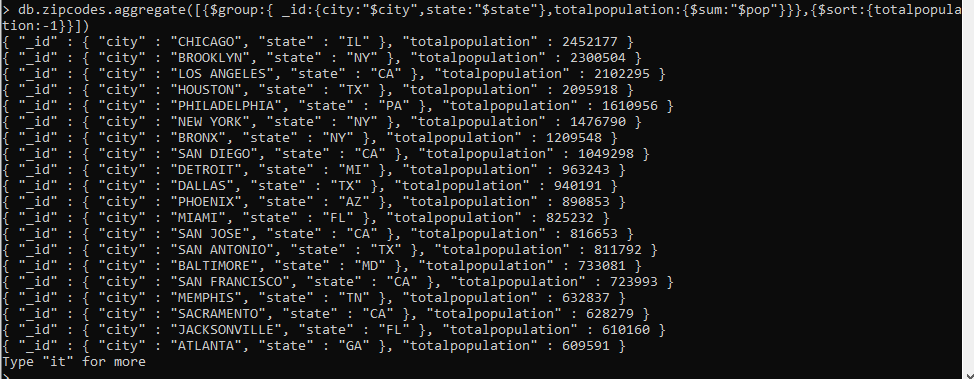 > db.zipcodes.aggregate([{$group:{ _id:{city:"$city",state:"$state"},totalpopulation:{$sum:"$pop"}}},{$sort:{totalpopula
tion:-1}}])
{ "_id" : { "city" : "CHICAGO", "state" : "IL" }, "totalpopulation" : 2452177 }
{ "_id" : { "city" : "BROOKLYN", "state" : "NY" }, "totalpopulation" : 2300504 }
{ "_id" : { "city" : "LOS ANGELES", "state" : "CA" }, "totalpopulation" : 2102295 }
{ "_id" : { "city" : "HOUSTON", "state" : "TX" }, "totalpopulation" : 2095918 }
{ "_id" : { "city" : "PHILADELPHIA", "state" : "PA" }, "totalpopulation" : 1610956 }
{ "_id" : { "city" : "NEW YORK", "state" : "NY" }, "totalpopulation" : 1476790 }
{ "_id" : { "city" : "BRONX", "state" : "NY" }, "totalpopulation" : 1209548 }
{ "_id" : { "city" : "SAN DIEGO", "state" : "CA" }, "totalpopulation" : 1049298 }
{ "_id" : { "city" : "DETROIT", "state" : "MI" }, "totalpopulation" : 963243 }
{ "_id" : { "city" : "DALLAS", "state" : "TX" }, "totalpopulation" : 940191 }
{ "_id" : { "city" : "PHOENIX", "state" : "AZ" }, "totalpopulation" : 890853 }
{ "_id" : { "city" : "MIAMI", "state" : "FL" }, "totalpopulation" : 825232 }
{ "_id" : { "city" : "SAN JOSE", "state" : "CA" }, "totalpopulation" : 816653 }
{ "_id" : { "city" : "SAN ANTONIO", "state" : "TX" }, "totalpopulation" : 811792 }
{ "_id" : { "city" : "BALTIMORE", "state" : "MD" }, "totalpopulation" : 733081 }
{ "_id" : { "city" : "SAN FRANCISCO", "state" : "CA" }, "totalpopulation" : 723993 }
{ "_id" : { "city" : "MEMPHIS", "state" : "TN" }, "totalpopulation" : 632837 }
{ "_id" : { "city" : "SACRAMENTO", "state" : "CA" }, "totalpopulation" : 628279 }
{ "_id" : { "city" : "JACKSONVILLE", "state" : "FL" }, "totalpopulation" : 610160 }
{ "_id" : { "city" : "ATLANTA", "state" : "GA" }, "totalpopulation" : 609591 }
Type "it" for more
>